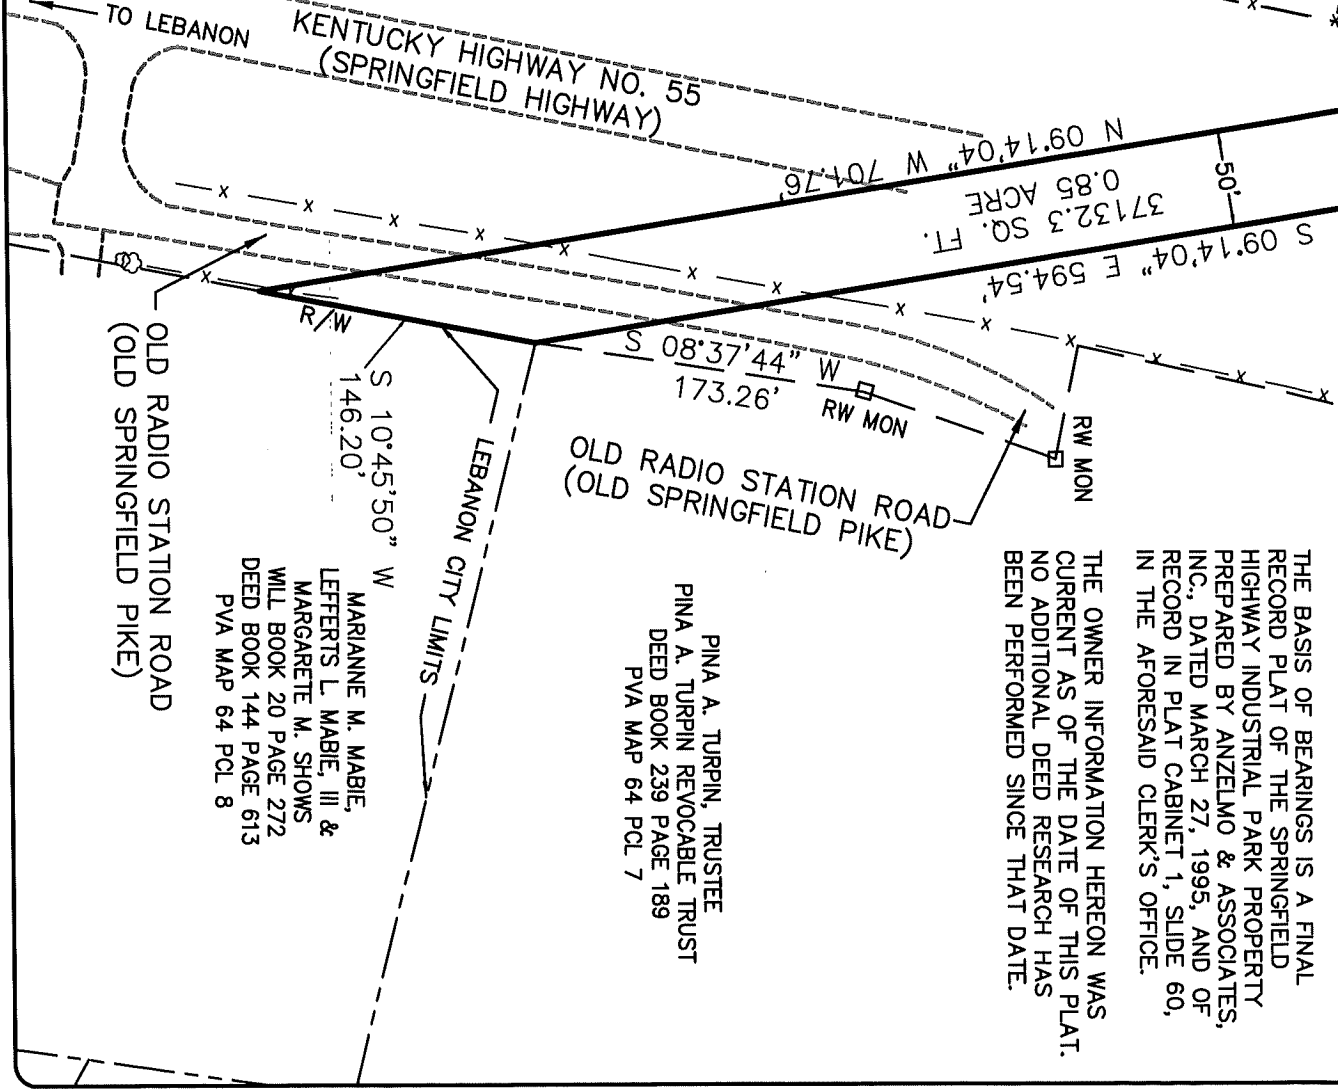 TO LEBANON
KENTUCKY HIGHWAY NO. 55
(SPRINGFIELD HIGHWAY)
N 09°14'04" W 701.76'
37132.3 SQ. FT.
0.85 ACRE
50'
S 09°14'04" E 594.54'
R/W
S 08°37'44" W
173.26'
RW MON
RW MON
OLD RADIO STATION ROAD
(OLD SPRINGFIELD PIKE)
OLD RADIO STATION ROAD
(OLD SPRINGFIELD PIKE)
S 10°45'50" W
146.20'
LEBANON CITY LIMITS
MARIANNE M. MABIE,
LEFFERTS L. MABIE, III &
MARGARETE M. SHOWS
WILL BOOK 20 PAGE 272
DEED BOOK 144 PAGE 613
PVA MAP 64 PCL 8
PINA A. TURPIN, TRUSTEE
PINA A. TURPIN REVOCABLE TRUST
DEED BOOK 239 PAGE 189
PVA MAP 64 PCL 7
THE BASIS OF BEARINGS IS A FINAL
RECORD PLAT OF THE SPRINGFIELD
HIGHWAY INDUSTRIAL PARK PROPERTY
PREPARED BY ANZELMO & ASSOCIATES,
INC., DATED MARCH 27, 1995, AND OF
RECORD IN PLAT CABINET 1, SLIDE 60,
IN THE AFORESAID CLERK'S OFFICE.
THE OWNER INFORMATION HEREON WAS
CURRENT AS OF THE DATE OF THIS PLAT.
NO ADDITIONAL DEED RESEARCH HAS
BEEN PERFORMED SINCE THAT DATE.